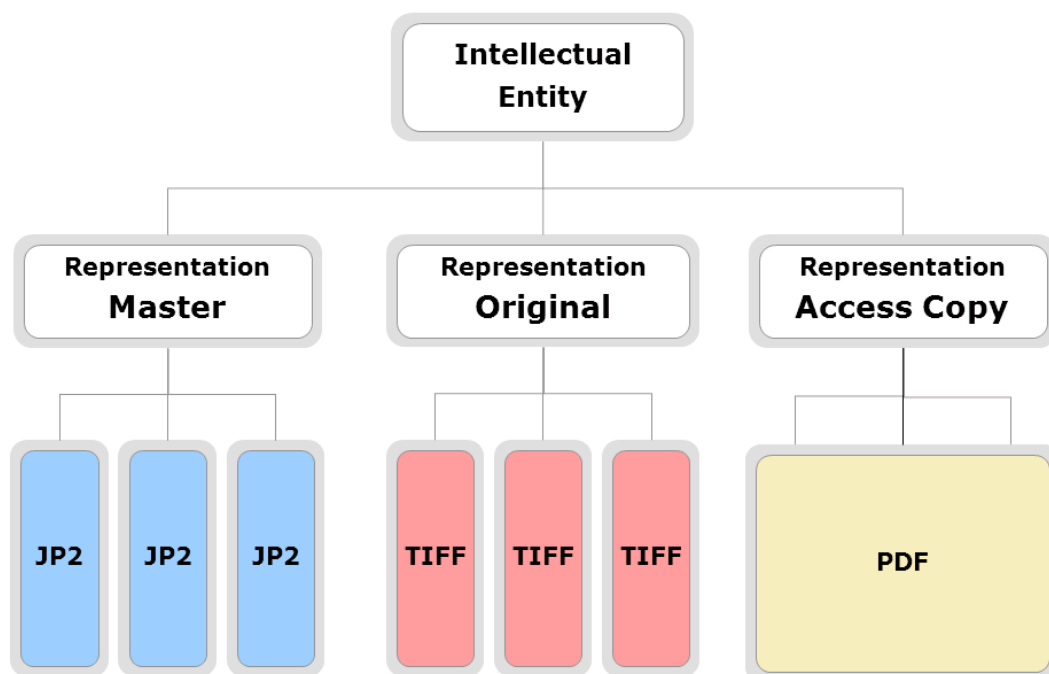 Intellectual
Entity
Representation
Master
Representation
Original
Representation
Access Copy
JP2
JP2
JP2
TIFF
TIFF
TIFF
PDF